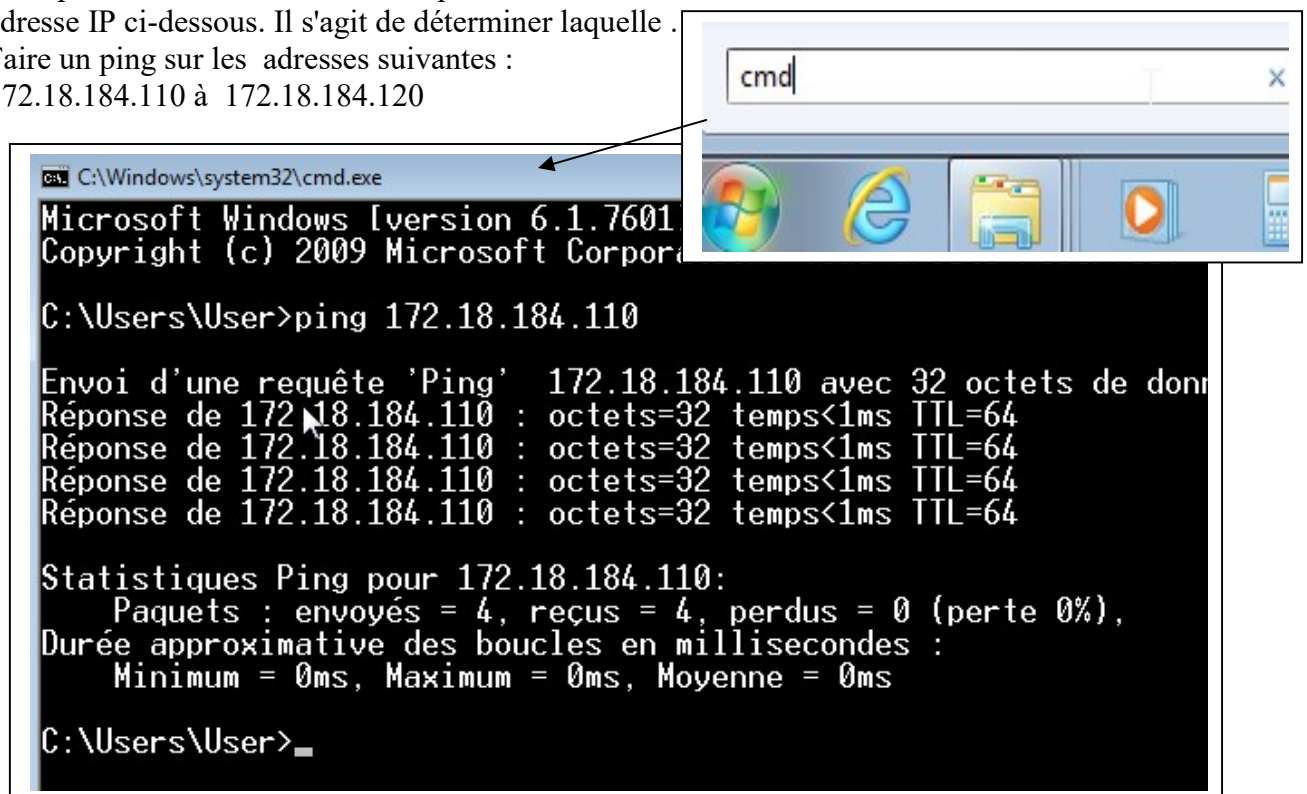 dresse IP ci-dessous. Il s'agit de déterminer laquelle .
aire un ping sur les adresses suivantes :
72.18.184.110 à 172.18.184.120
cmd
C:\Windows\system32\cmd.exe
Microsoft Windows [version 6.1.7601
Copyright (c) 2009 Microsoft Corpora
C:\Users\User>ping 172.18.184.110
Envoi d'une requête 'Ping' 172.18.184.110 avec 32 octets de donn
Réponse de 172.18.184.110 : octets=32 temps<1ms TTL=64
Réponse de 172.18.184.110 : octets=32 temps<1ms TTL=64
Réponse de 172.18.184.110 : octets=32 temps<1ms TTL=64
Réponse de 172.18.184.110 : octets=32 temps<1ms TTL=64
Statistiques Ping pour 172.18.184.110:
Paquets : envoyés = 4, reçus = 4, perdus = 0 (perte 0%),
Durée approximative des boucles en millisecondes :
Minimum = 0ms, Maximum = 0ms, Moyenne = 0ms
C:\Users\User>